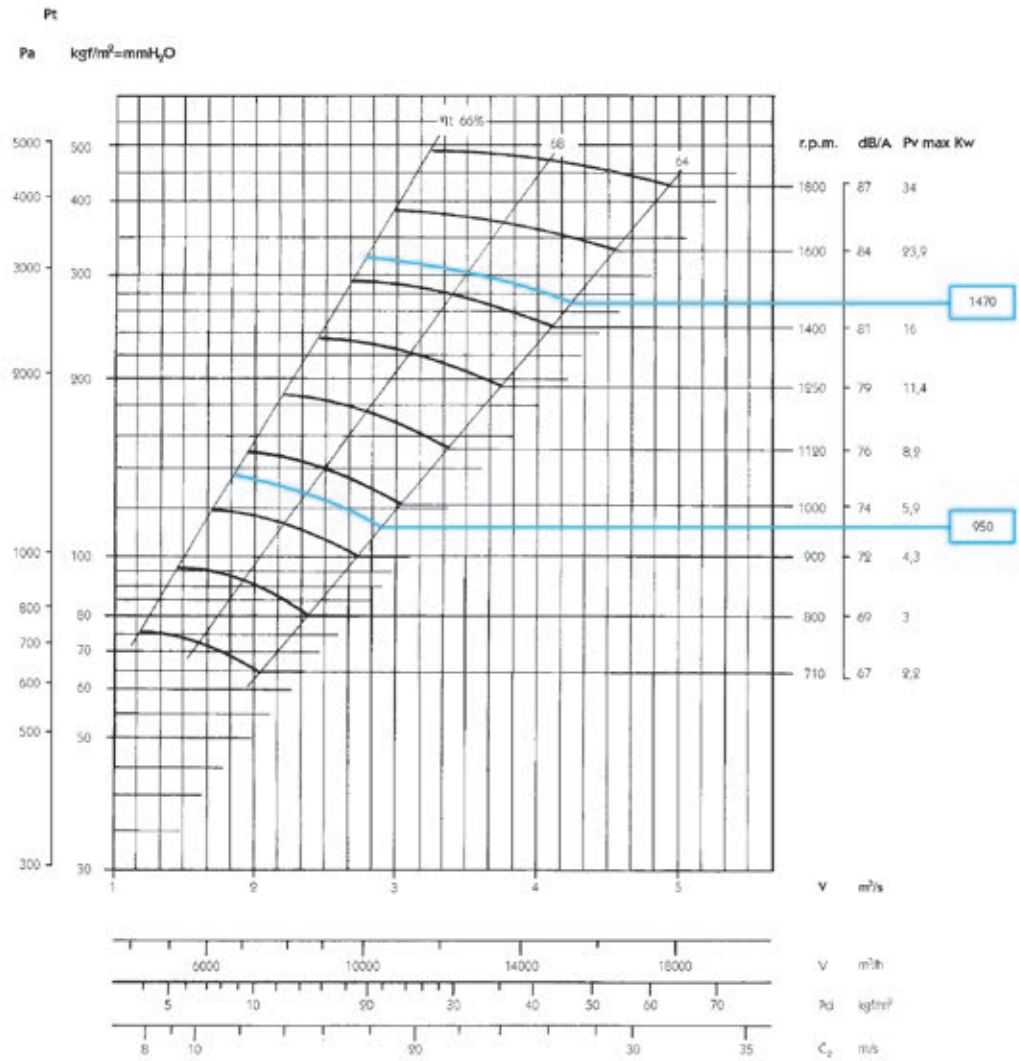 Pt
Pa kgf/m²=mmH₂O
ηt 66%
68
64
r.p.m. dB/A Pv max Kw
5000 500
1800 87 34
4000 400
1600 84 23,9
3000 300
1470
1400 81 16
2000 200
1250 79 11,4
1120 76 8,9
1000 74 5,9
950
1000 100
900 72 4,3
800 80
800 69 3
700 70
710 67 2,2
600 60
500 50
300 30
1 2 3 4 5 V m³/s
6000 10000 14000 18000 V m³/h
5 10 20 30 40 50 60 70 Pd kgf/m²
8 10 20 30 35 C₂ m/s